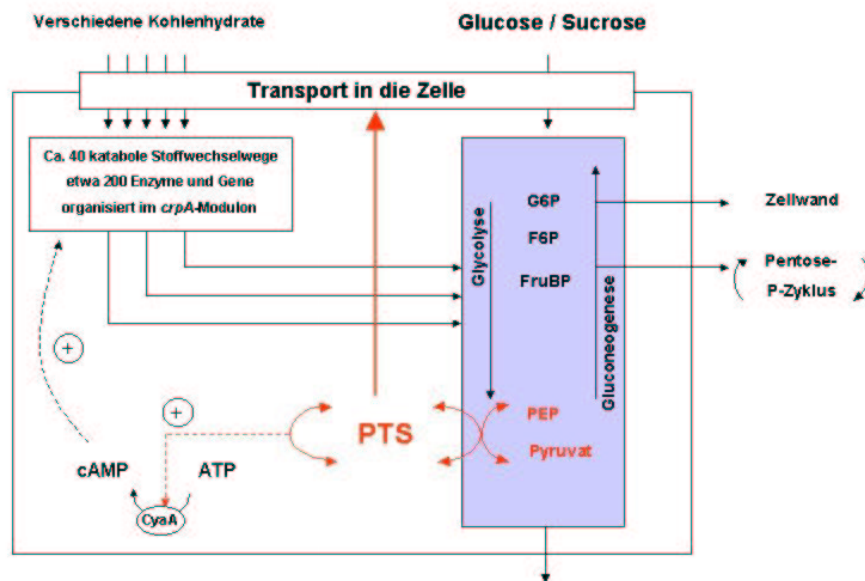 Verschiedene Kohlenhydrate
Glucose / Sucrose
Transport in die Zelle
Ca. 40 katabole Stoffwechselwege
etwa 200 Enzyme und Gene
organisiert im crpA-Modulon
Glycolyse
G6P
F6P
FruBP
Gluconeogenese
Zellwand
Pentose-
P-Zyklus
+
+
PTS
PEP
Pyruvat
cAMP
ATP
CyaA